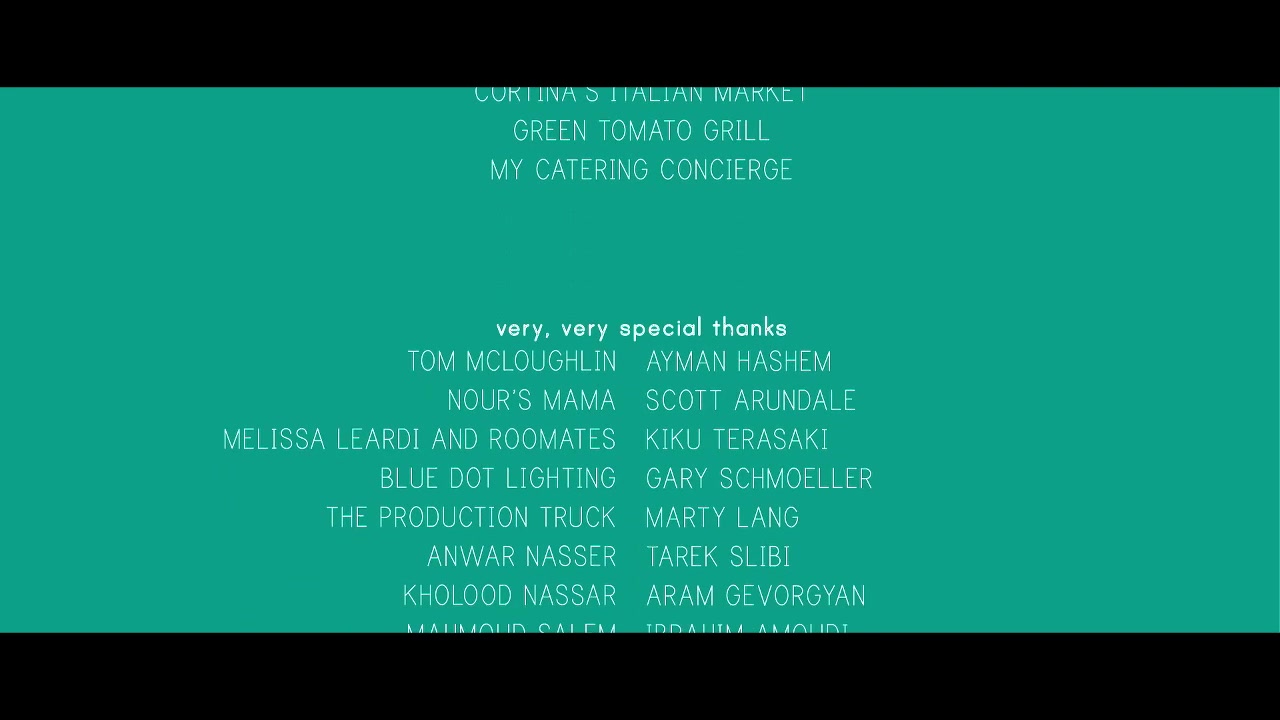 CORTINA'S ITALIAN MARKET
GREEN TOMATO GRILL
MY CATERING CONCIERGE
very, very special thanks
TOM MCLOUGHLIN AYMAN HASHEM
NOUR'S MAMA SCOTT ARUNDALE
MELISSA LEARDI AND ROOMATES KIKU TERASAKI
BLUE DOT LIGHTING GARY SCHMOELLER
THE PRODUCTION TRUCK MARTY LANG
ANWAR NASSER TAREK SLIBI
KHOLOOD NASSAR ARAM GEVORGYAN
MAHMOUD SALEM IBRAHIM AMOUDI